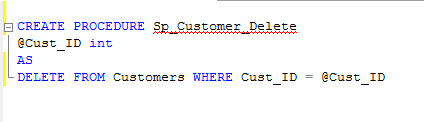 CREATE PROCEDURE Sp_Customer_Delete
@Cust_ID int
AS
DELETE FROM Customers WHERE Cust_ID = @Cust_ID